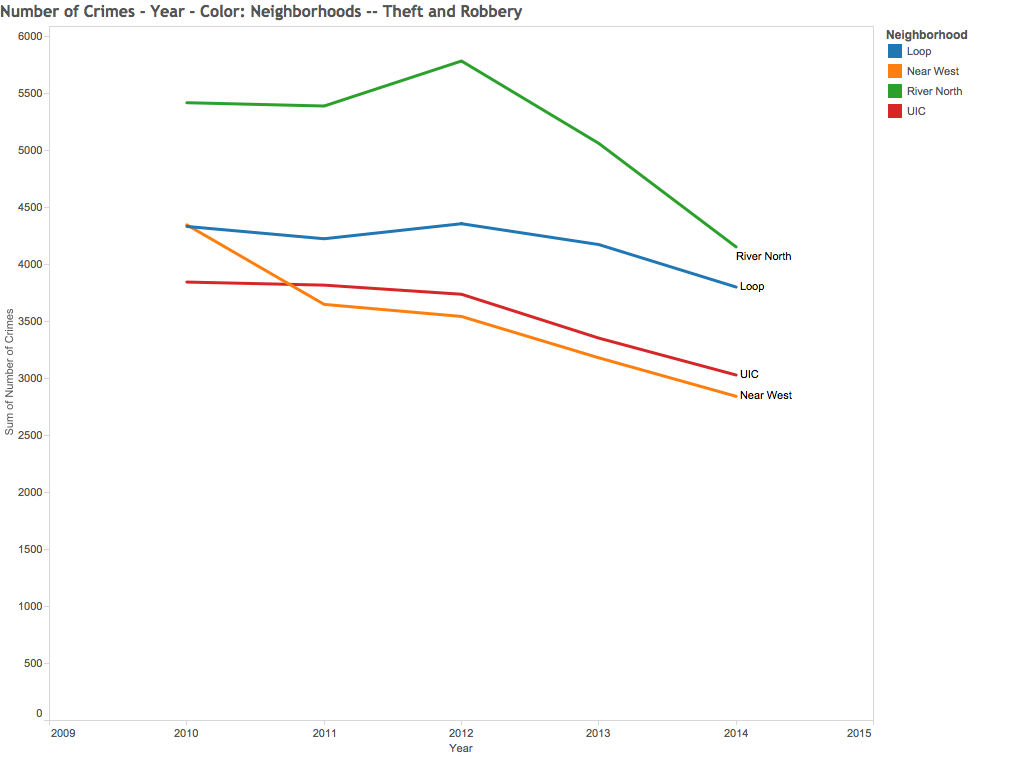 Number of Crimes - Year - Color: Neighborhoods -- Theft and Robbery
Neighborhood
Loop
Near West
River North
UIC
6000
5500
5000
4500
4000
3500
3000
2500
2000
1500
1000
500
0
Sum of Number of Crimes
River North
Loop
UIC
Near West
2009 2010 2011 2012 2013 2014 2015
Year